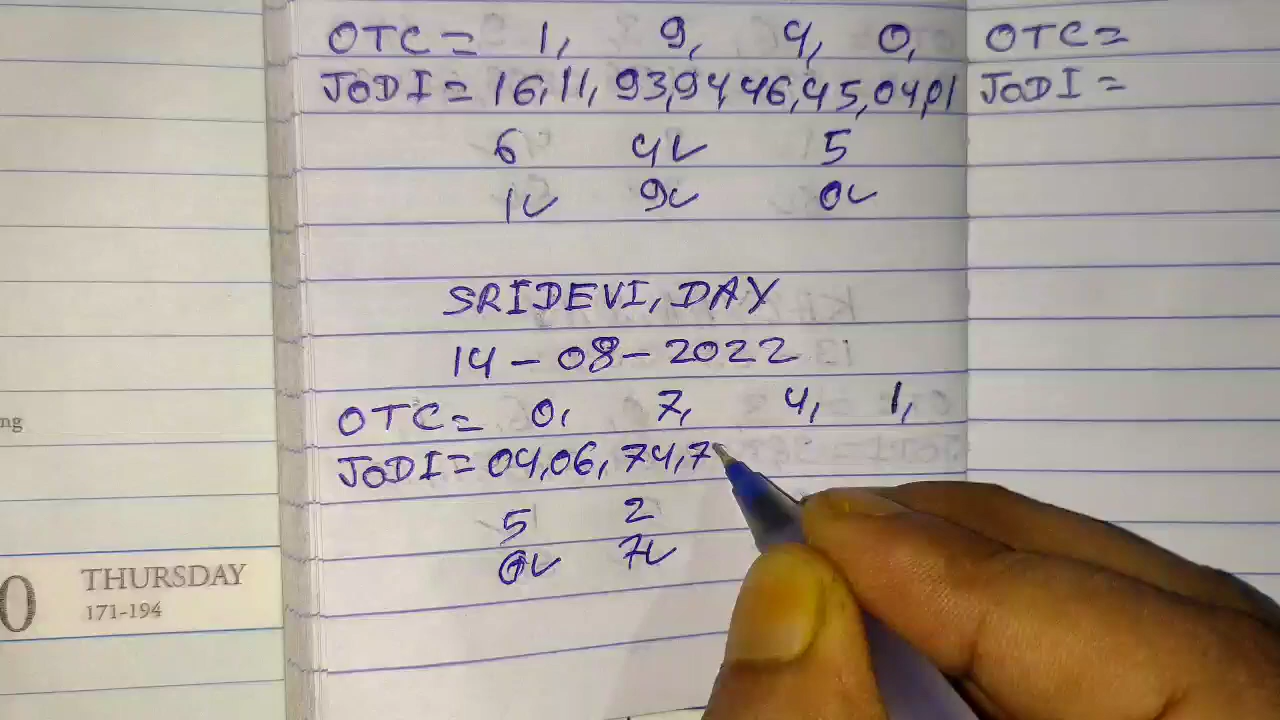 OTC = 1, 9, 4, 0,
JODI = 16,11, 93,94 46,45,04,01
6 4✓ 5
1✓ 9✓ 0✓
SRIDEVI, DAY
14-08-2022
OTC = 0, 7, 4, 1,
JODI = 04,06, 74,7
5 2
0✓ 7✓
OTC =
JODI =
ng
0 THURSDAY
171-194